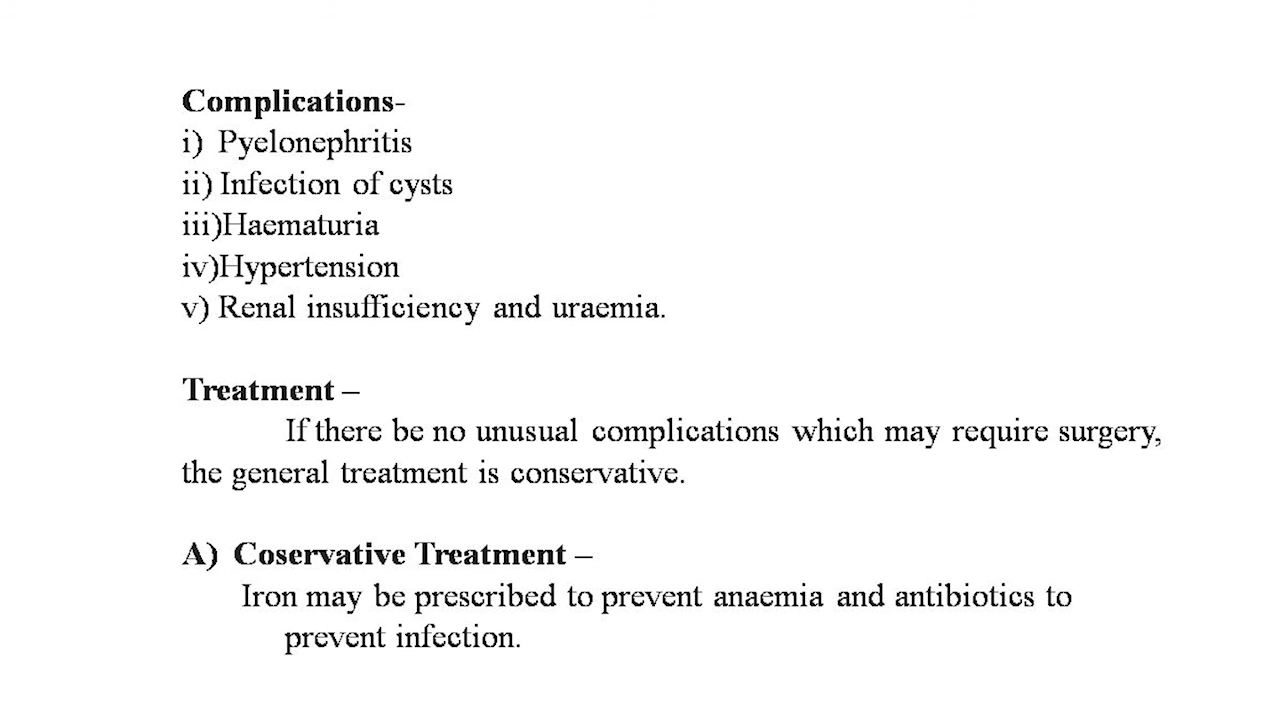 Complications-
i) Pyelonephritis
ii) Infection of cysts
iii)Haematuria
iv)Hypertension
v) Renal insufficiency and uraemia.
Treatment –
If there be no unusual complications which may require surgery,
the general treatment is conservative.
A) Coservative Treatment –
Iron may be prescribed to prevent anaemia and antibiotics to
prevent infection.